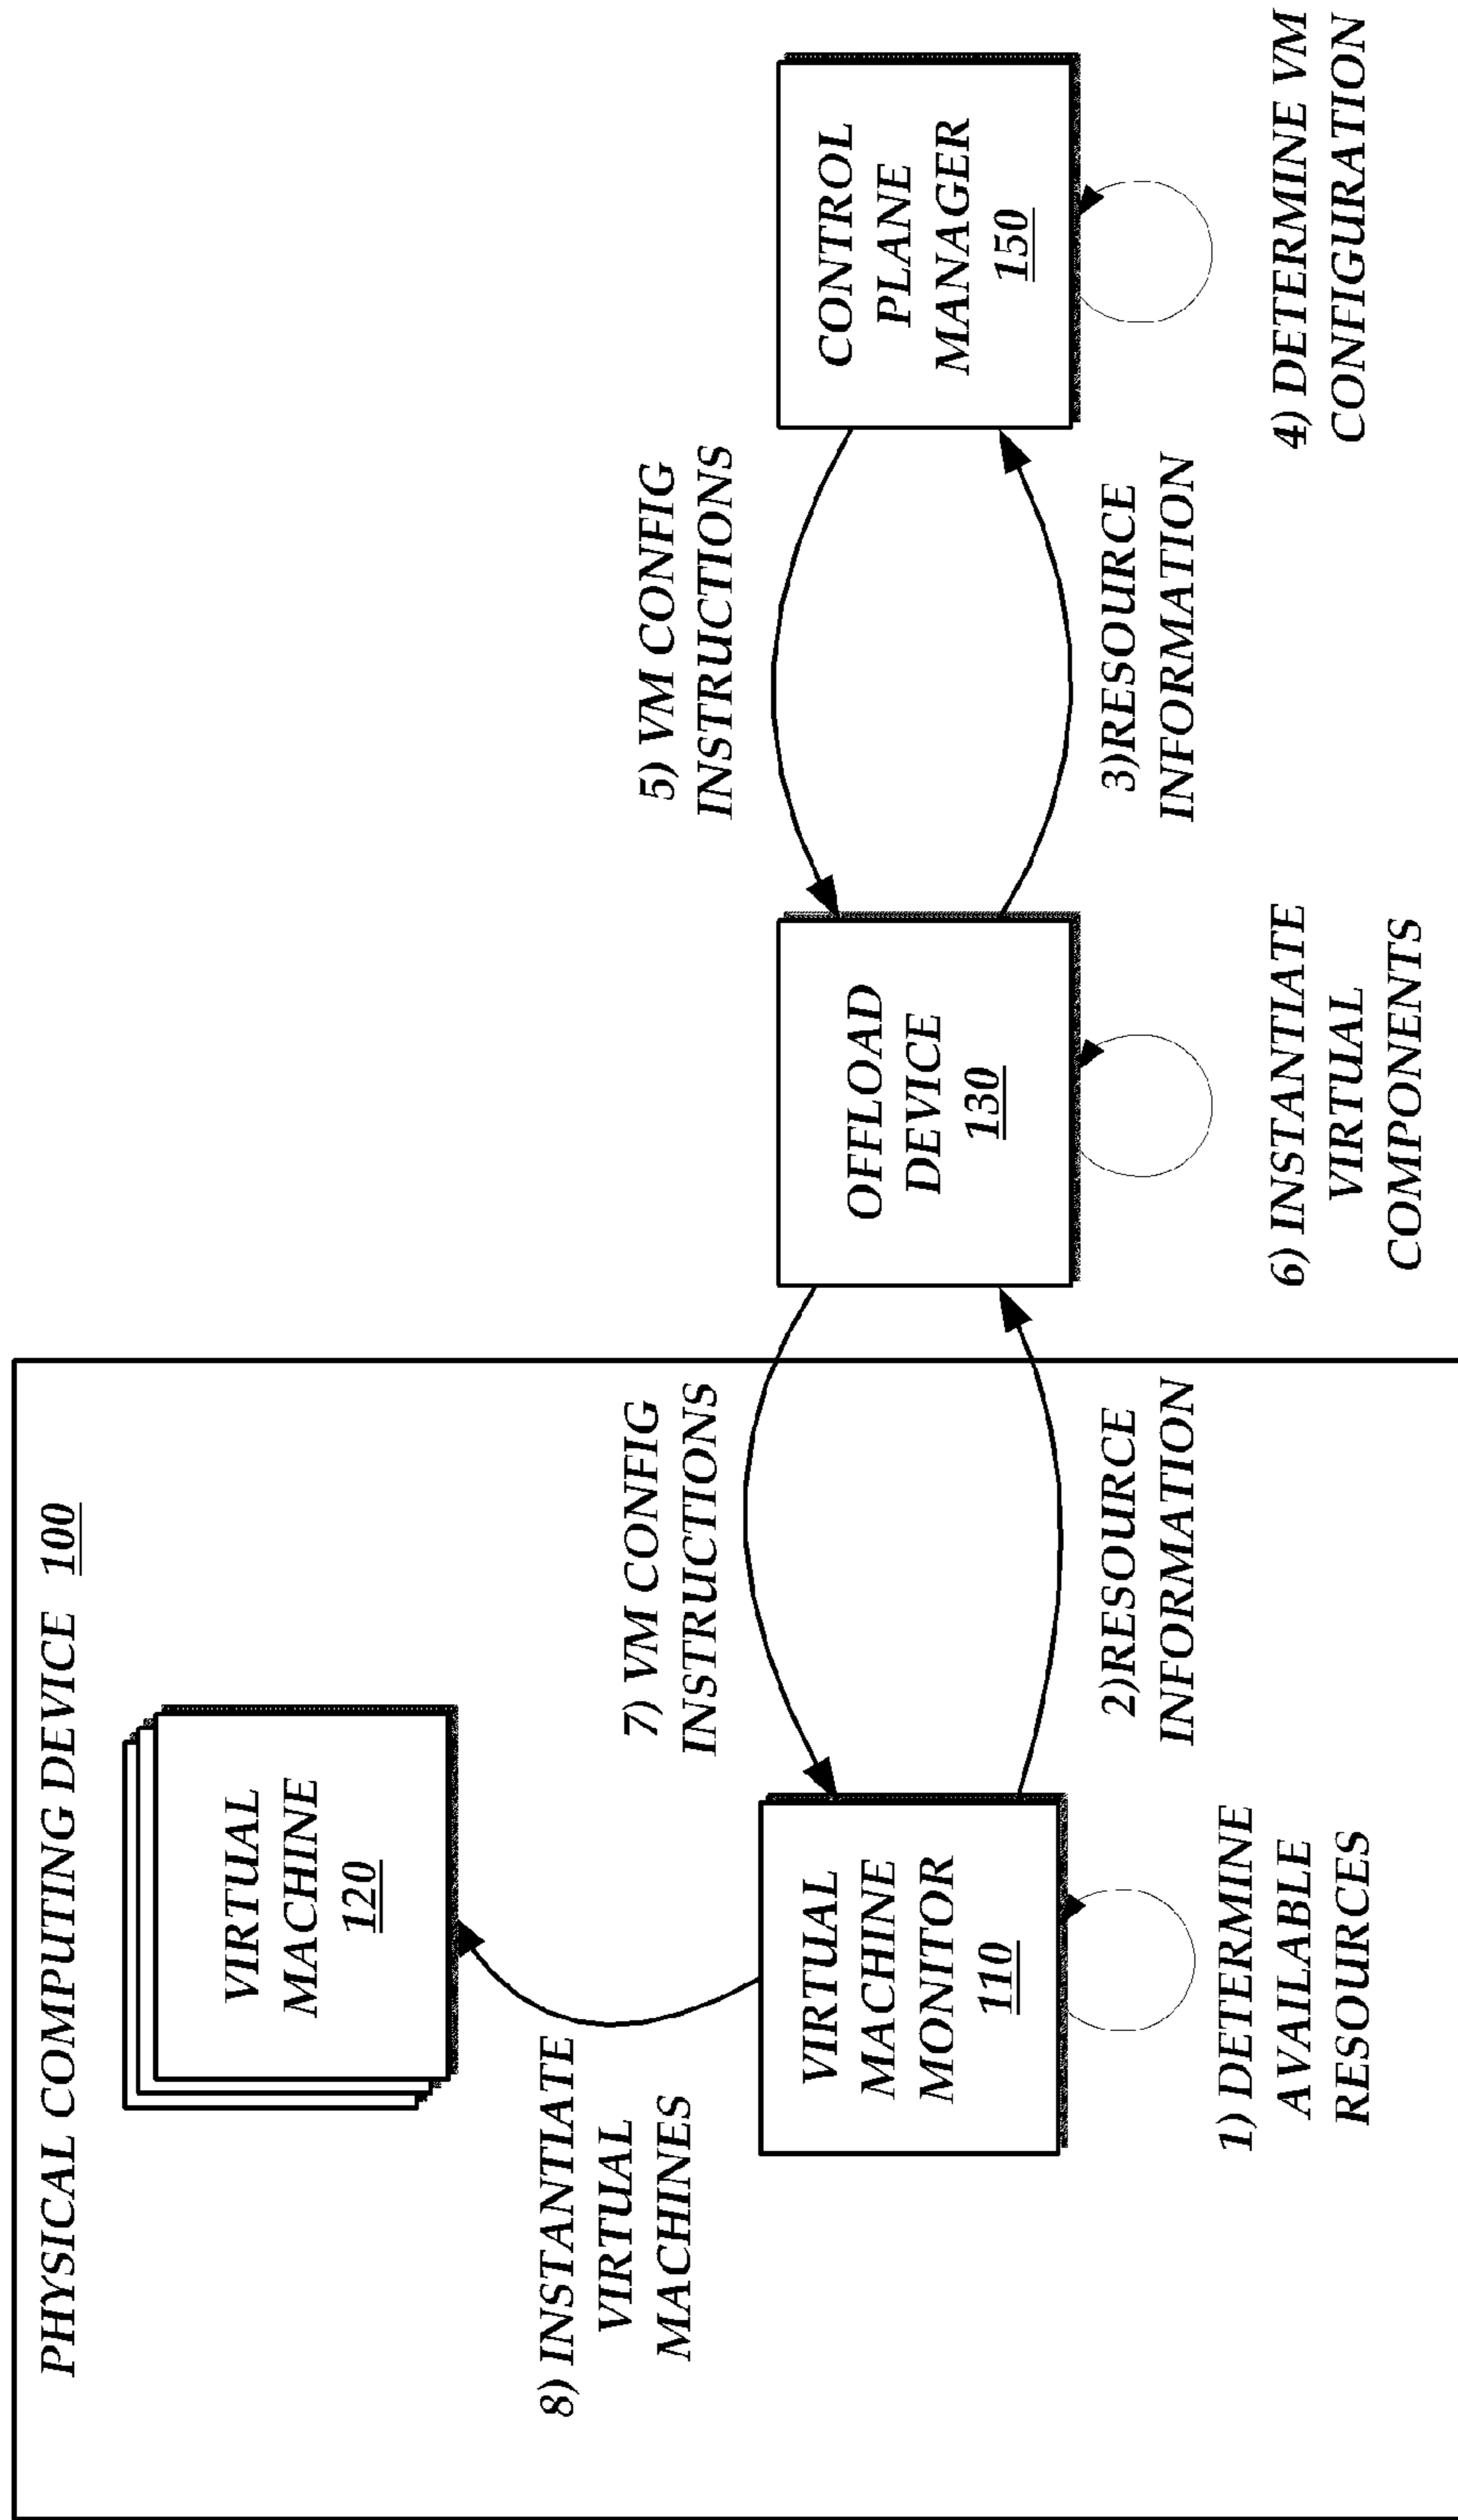 PHYSICAL COMPUTING DEVICE 100
VIRTUAL
MACHINE
120
8) INSTANTIATE
VIRTUAL
MACHINES
VIRTUAL
MACHINE
MONITOR
110
1) DETERMINE
AVAILABLE
RESOURCES
7) VM CONFIG
INSTRUCTIONS
2)RESOURCE
INFORMATION
OFFLOAD
DEVICE
130
6) INSTANTIATE
VIRTUAL
COMPONENTS
5) VM CONFIG
INSTRUCTIONS
3)RESOURCE
INFORMATION
CONTROL
PLANE
MANAGER
150
4) DETERMINE VM
CONFIGURATION